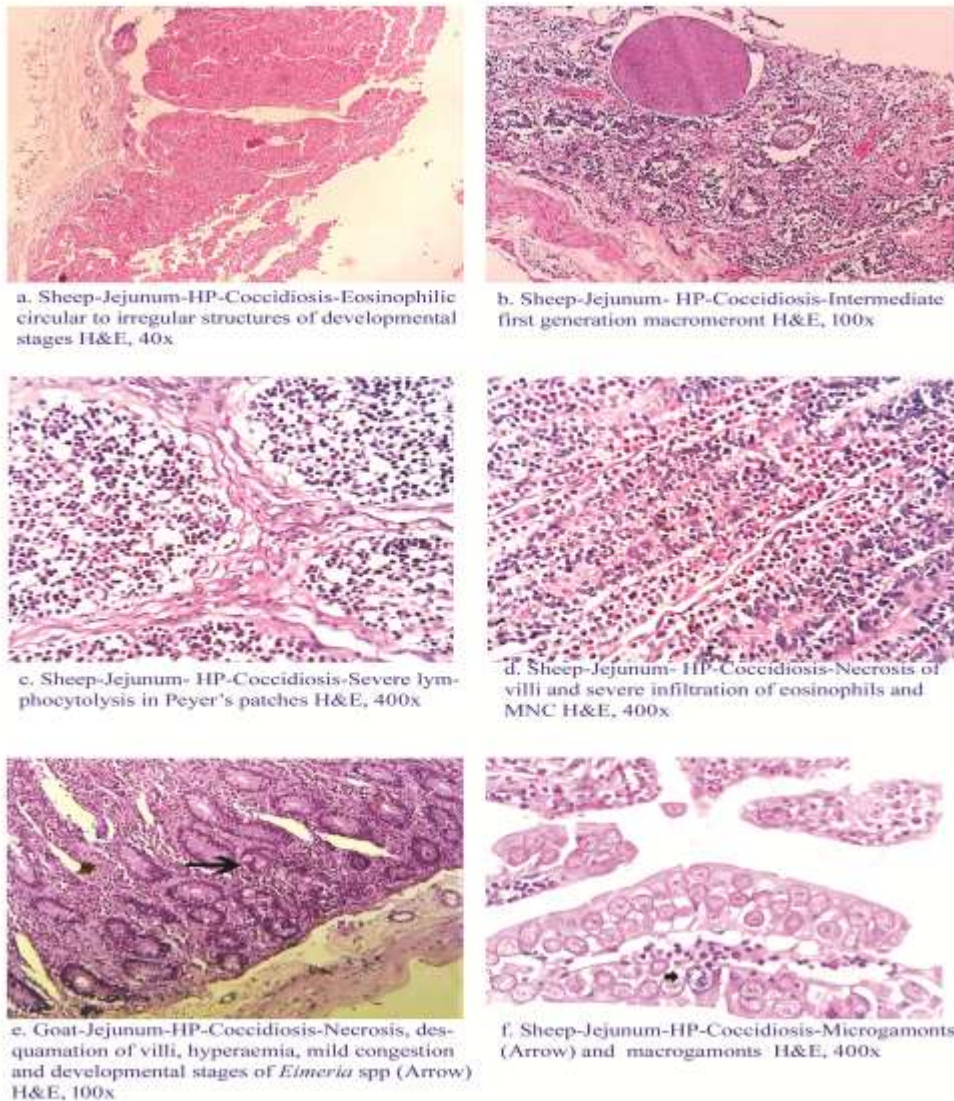 a. Sheep-Jejunum-HP-Coccidiosis-Eosinophilic
circular to irregular structures of developmental
stages H&E, 40x
b. Sheep-Jejunum- HP-Coccidiosis-Intermediate
first generation macromeront H&E, 100x
c. Sheep-Jejunum- HP-Coccidiosis-Severe lym-
phocytolysis in Peyer's patches H&E, 400x
d. Sheep-Jejunum- HP-Coccidiosis-Necrosis of
villi and severe infiltration of eosinophils and
MNC H&E, 400x
e. Goat-Jejunum-HP-Coccidiosis-Necrosis, des-
quamation of villi, hyperaemia, mild congestion
and developmental stages of Eimeria spp (Arrow)
H&E, 100x
f. Sheep-Jejunum-HP-Coccidiosis-Microgamonts
(Arrow) and macrogamonts H&E, 400x